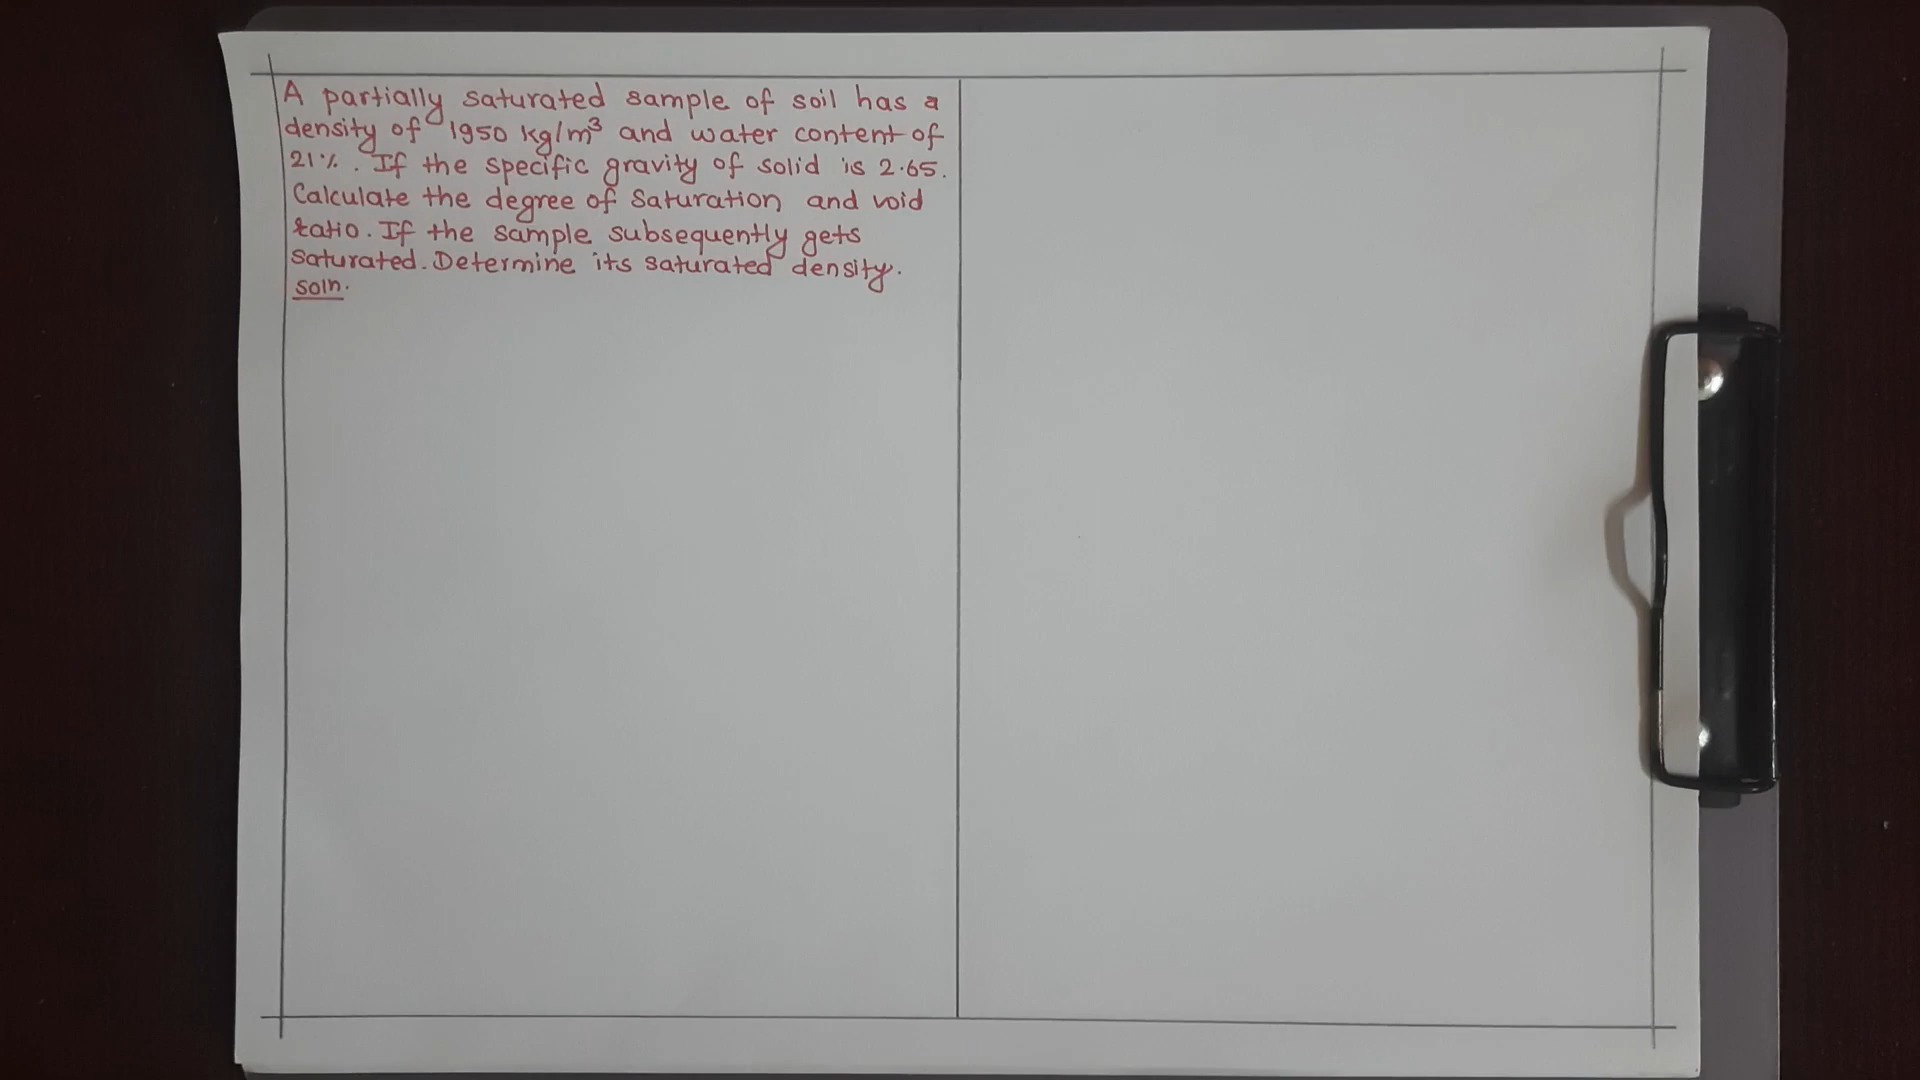 A partially saturated sample of soil has a
density of 1950 kg/m³ and water content of
21%. If the specific gravity of solid is 2.65.
Calculate the degree of Saturation and void
ratio. If the sample subsequently gets
saturated. Determine its saturated density.
soln.